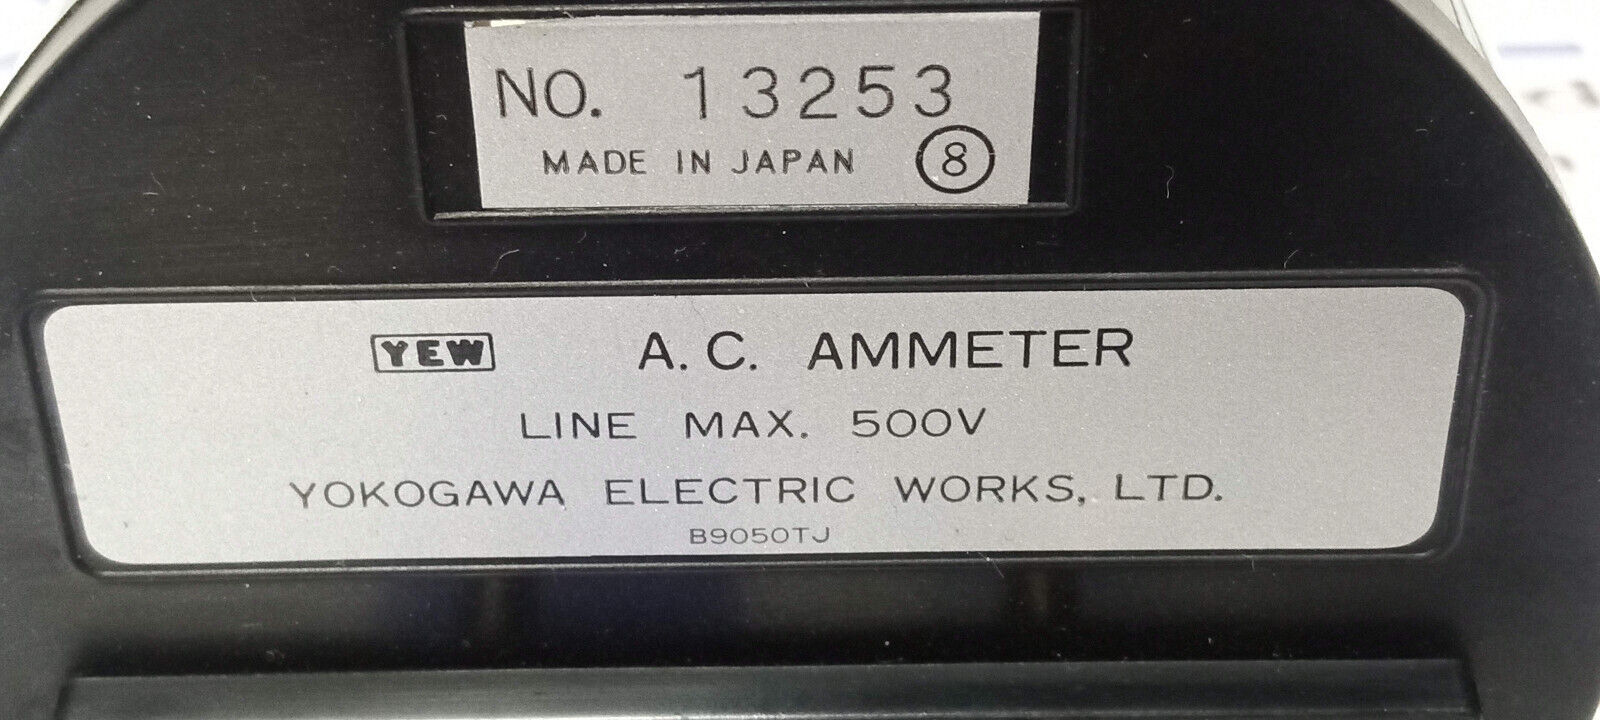 NO. 13253
MADE IN JAPAN 8
YEW A.C. AMMETER
LINE MAX. 500V
YOKOGAWA ELECTRIC WORKS, LTD.
B9050TJ